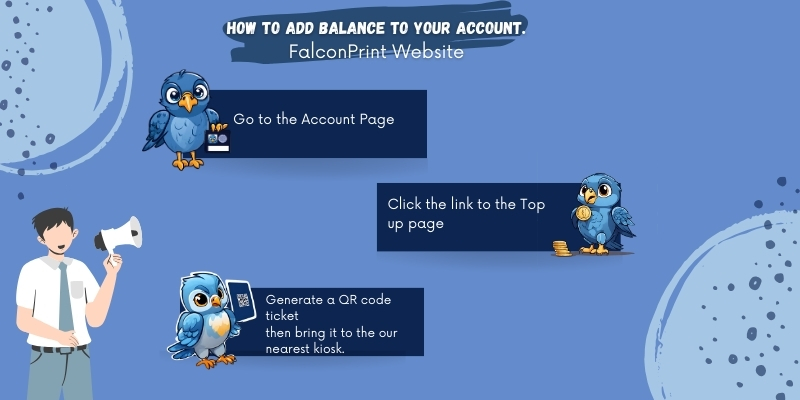 HOW TO ADD BALANCE TO YOUR ACCOUNT.
FalconPrint Website
Go to the Account Page
Click the link to the Top
up page
Generate a QR code
ticket
then bring it to the our
nearest kiosk.